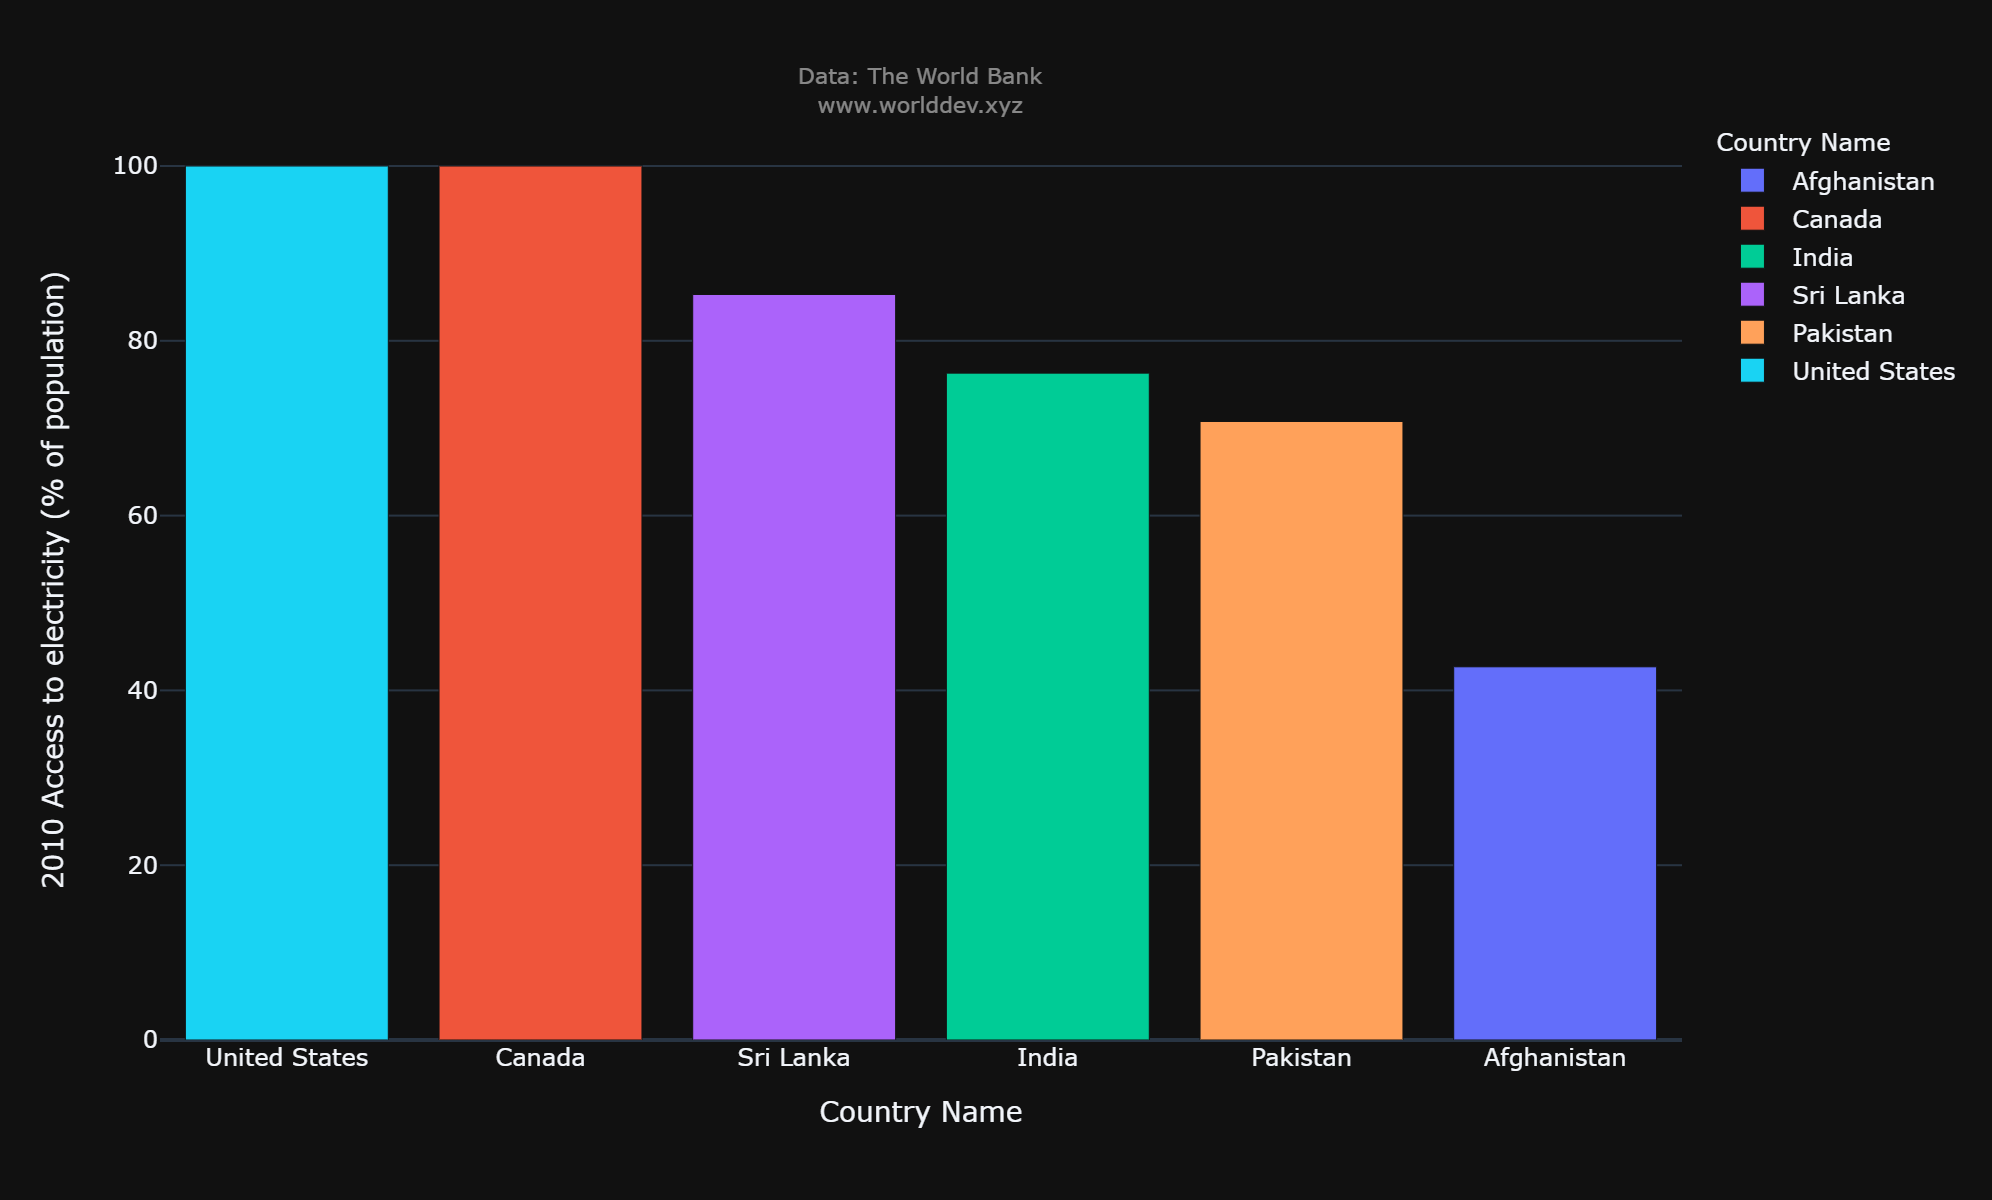 Data: The World Bank
www.worlddev.xyz
Country Name
Afghanistan
Canada
India
Sri Lanka
Pakistan
United States
2010 Access to electricity (% of population)
100
80
60
40
20
0
United States
Canada
Sri Lanka
India
Pakistan
Afghanistan
Country Name